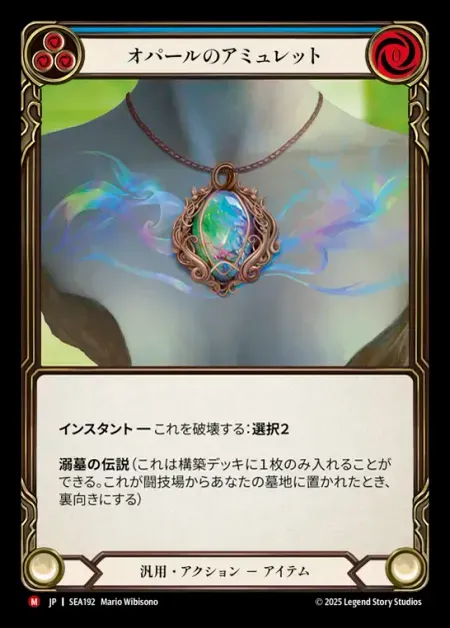 オパールのアミュレット
0
インスタント ー これを破壊する：選択２
溺墓の伝説（これは構築デッキに１枚のみ入れることが
できる。これが闘技場からあなたの墓地に置かれたとき、
裏向きにする）
汎用・アクション － アイテム
M JP | SEA192 Mario Wibisono
© 2025 Legend Story Studios